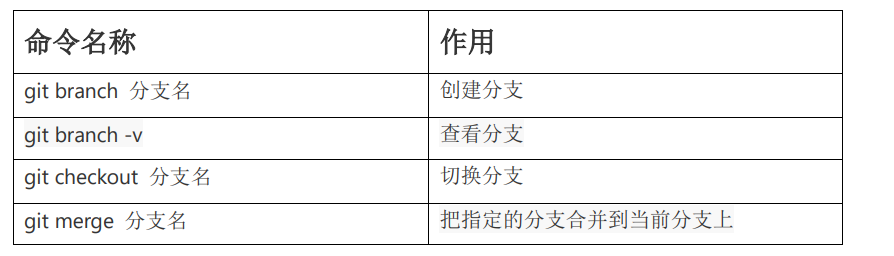 命令名称 作用
git branch 分支名 创建分支
git branch -v 查看分支
git checkout 分支名 切换分支
git merge 分支名 把指定的分支合并到当前分支上